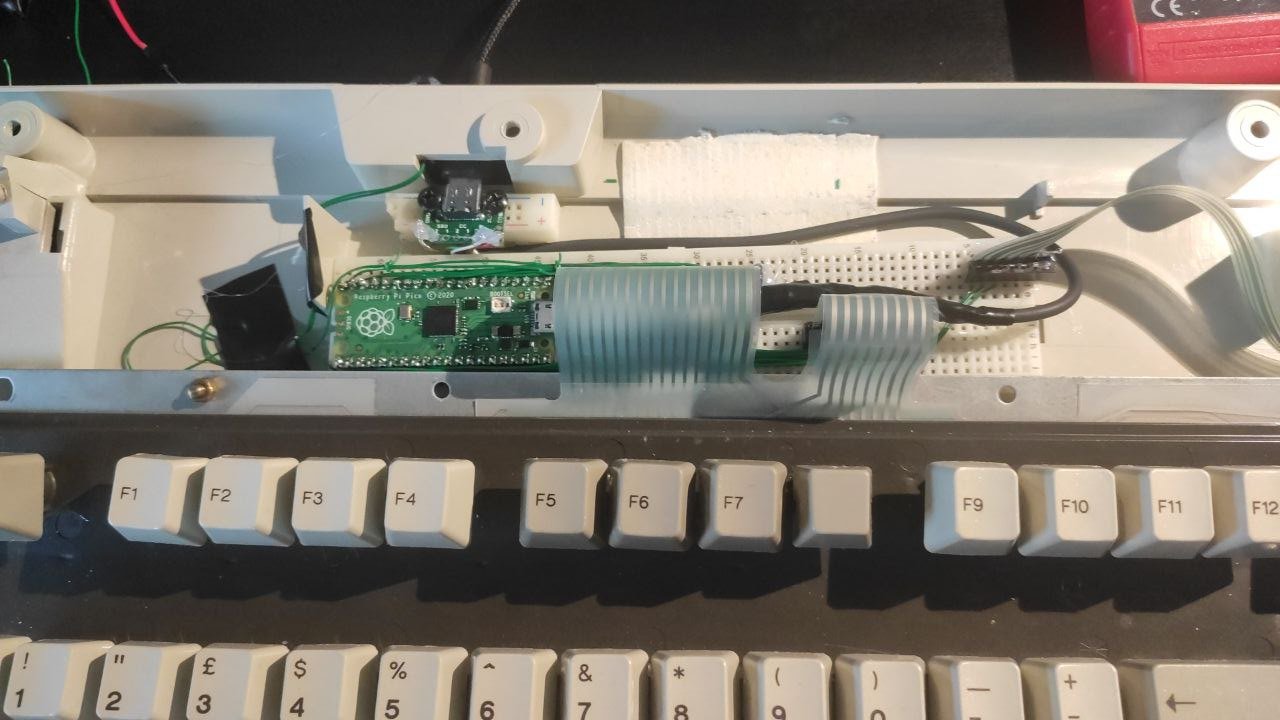 CE
Raspberry Pi Pico © 2020
BOOTSEL
F1 F2 F3 F4 F5 F6 F7 F9 F10 F11 F12
! " £ $ % ^ & * ( ) — +
1 2 3 4 5 6 7 8 9 0 – ←